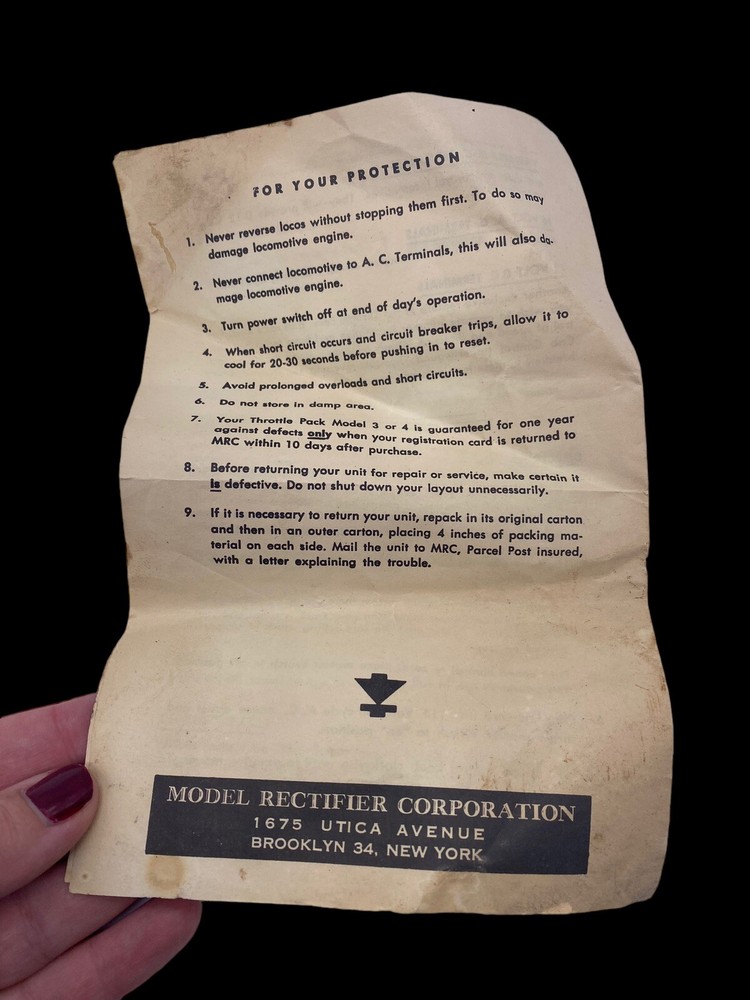 FOR YOUR PROTECTION
1. Never reverse locos without stopping them first. To do so may
damage locomotive engine.
2. Never connect locomotive to A. C. Terminals, this will also da-
mage locomotive engine.
3. Turn power switch off at end of day's operation.
4. When short circuit occurs and circuit breaker trips, allow it to
cool for 20-30 seconds before pushing in to reset.
5. Avoid prolonged overloads and short circuits.
6. Do not store in damp area.
7. Your Throttle Pack Model 3 or 4 is guaranteed for one year
against defects only when your registration card is returned to
MRC within 10 days after purchase.
8. Before returning your unit for repair or service, make certain it
is defective. Do not shut down your layout unnecessarily.
9. If it is necessary to return your unit, repack in its original carton
and then in an outer carton, placing 4 inches of packing ma-
terial on each side. Mail the unit to MRC, Parcel Post insured,
with a letter explaining the trouble.
MODEL RECTIFIER CORPORATION
1675 UTICA AVENUE
BROOKLYN 34, NEW YORK